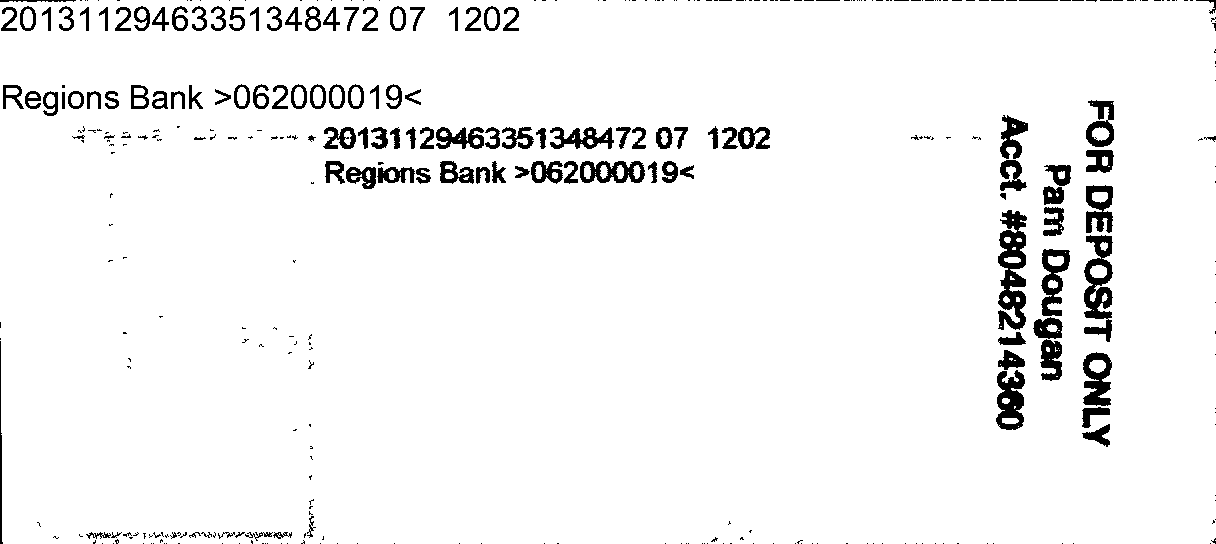 20131129463351348472 07 1202
Regions Bank >062000019<
20131129463351348472 07 1202
Regions Bank >062000019<
FOR DEPOSIT ONLY
Pam Dougan
Acct. #8048214360